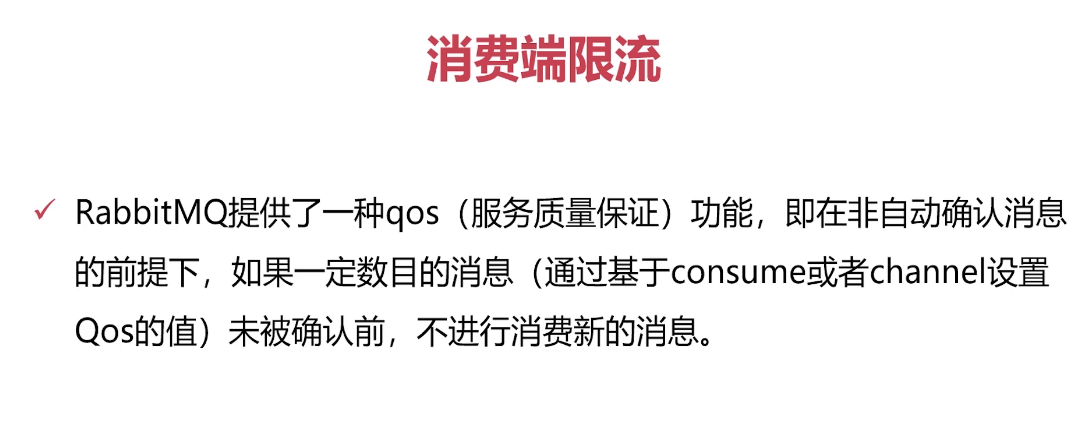 消费端限流
RabbitMQ提供了一种qos（服务质量保证）功能，即在非自动确认消息
的前提下，如果一定数目的消息（通过基于consume或者channel设置
Qos的值）未被确认前，不进行消费新的消息。